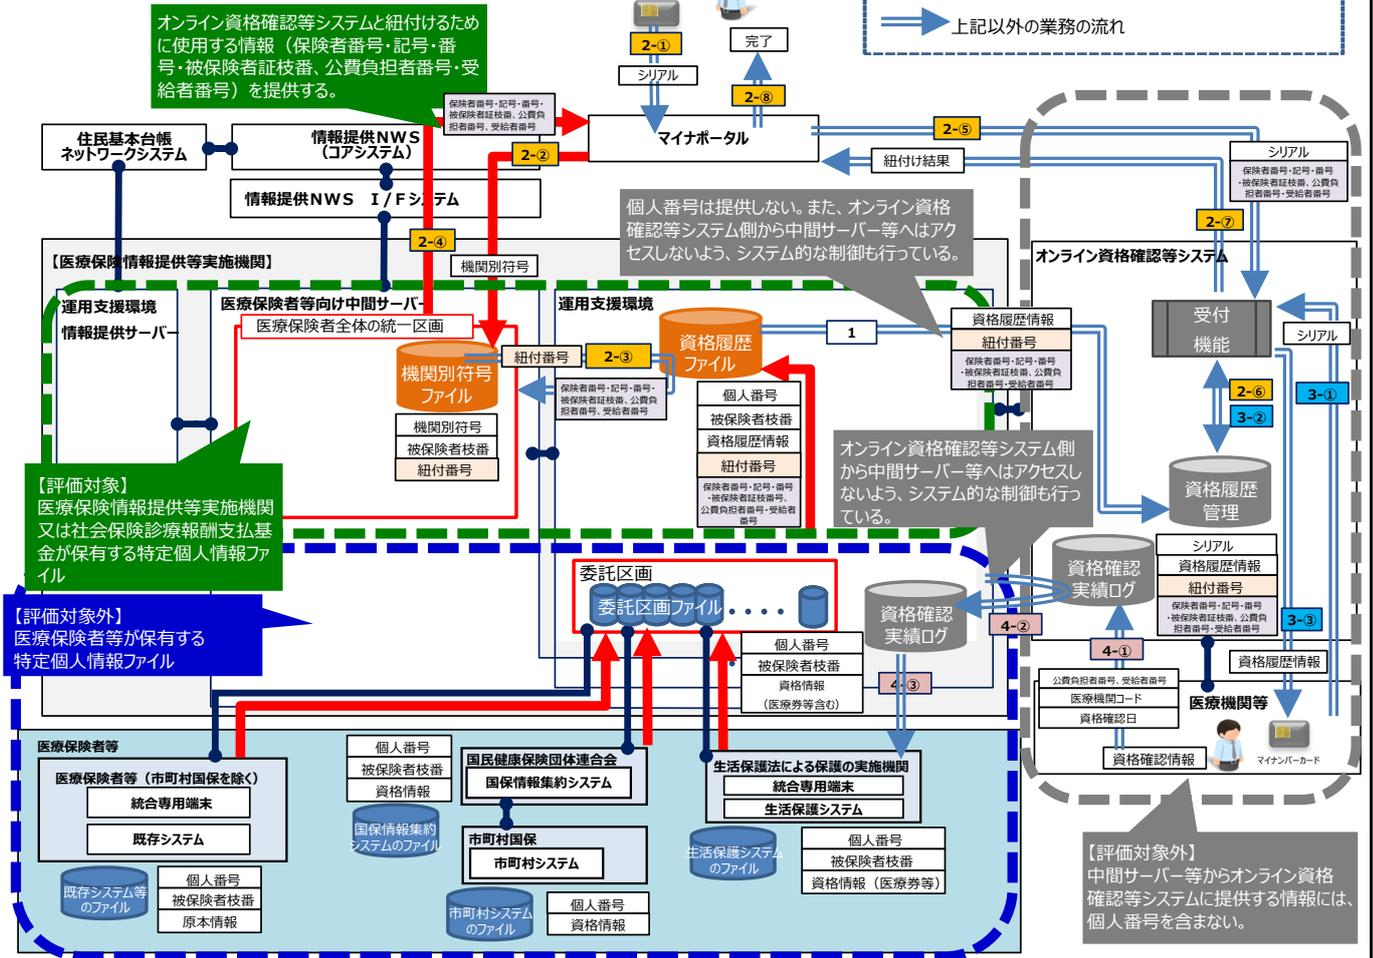 オンライン資格確認等システムと紐付けるため
に使用する情報（保険者番号・記号・番
号・被保険者証枝番、公費負担者番号・受
給者番号）を提供する。
2-①
シリアル
完了
2-⑧
上記以外の業務の流れ
保険者番号・記号・番号・
被保険者証枝番、公費負
担者番号、受給者番号
住民基本台帳
ネットワークシステム
情報提供NWS
（コアシステム）
情報提供NWS　I/Fシステム
2-②
マイナポータル
2-⑤
紐付け結果
シリアル
保険者番号・記号・番号
・被保険者証枝番、公費負
担者番号・受給者番号
2-④
機関別符号
個人番号は提供しない。また、オンライン資格
確認等システム側から中間サーバー等へはアク
セスしないよう、システム的な制御も行っている。
2-⑦
【医療保険情報提供等実施機関】
オンライン資格確認等システム
運用支援環境
情報提供サーバー
医療保険者等向け中間サーバー
医療保険者全体の統一区画
運用支援環境
機関別符号
ファイル
紐付番号
2-③
保険者番号・記号・番号・
被保険者証枝番、公費負
担者番号、受給者番号
資格履歴
ファイル
1
資格履歴情報
紐付番号
保険者番号・記号・番号
・被保険者証枝番、公費負
担者番号・受給者番号
受付
機能
シリアル
2-⑥
3-②
3-①
機関別符号
被保険者枝番
紐付番号
個人番号
被保険者枝番
資格履歴情報
紐付番号
保険者番号・記号・番号
・被保険者証枝番号、
公費負担者番号・受給者
番号
オンライン資格確認等システム側
から中間サーバー等へはアクセスし
ないよう、システム的な制御も行っ
ている。
資格履歴
管理
【評価対象】
医療保険情報提供等実施機関
又は社会保険診療報酬支払基
金が保有する特定個人情報ファ
イル
【評価対象外】
医療保険者等が保有する
特定個人情報ファイル
委託区画
委託区画ファイル
・・・・
資格確認
実績ログ
資格確認
実績ログ
シリアル
資格履歴情報
紐付番号
保険者番号・記号・番号
・被保険者証枝番、公費負
担者番号・受給者番号
4-②
4-①
3-③
個人番号
被保険者枝番
資格情報
（医療券等含む）
4-③
資格履歴情報
公費負担者番号、受給者番号
医療機関コード
資格確認日
医療機関等
資格確認情報
マイナンバーカード
医療保険者等
医療保険者等（市町村国保を除く）
統合専用端末
既存システム
個人番号
被保険者枝番
資格情報
国保情報集約
システムのファイル
国民健康保険団体連合会
国保情報集約システム
市町村国保
市町村システム
生活保護法による保護の実施機関
統合専用端末
生活保護システム
既存システム等
のファイル
個人番号
被保険者枝番
原本情報
市町村システム
のファイル
個人番号
資格情報
生活保護システム
のファイル
個人番号
被保険者枝番
資格情報（医療券等）
【評価対象外】
中間サーバー等からオンライン資格
確認等システムに提供する情報には、
個人番号を含まない。